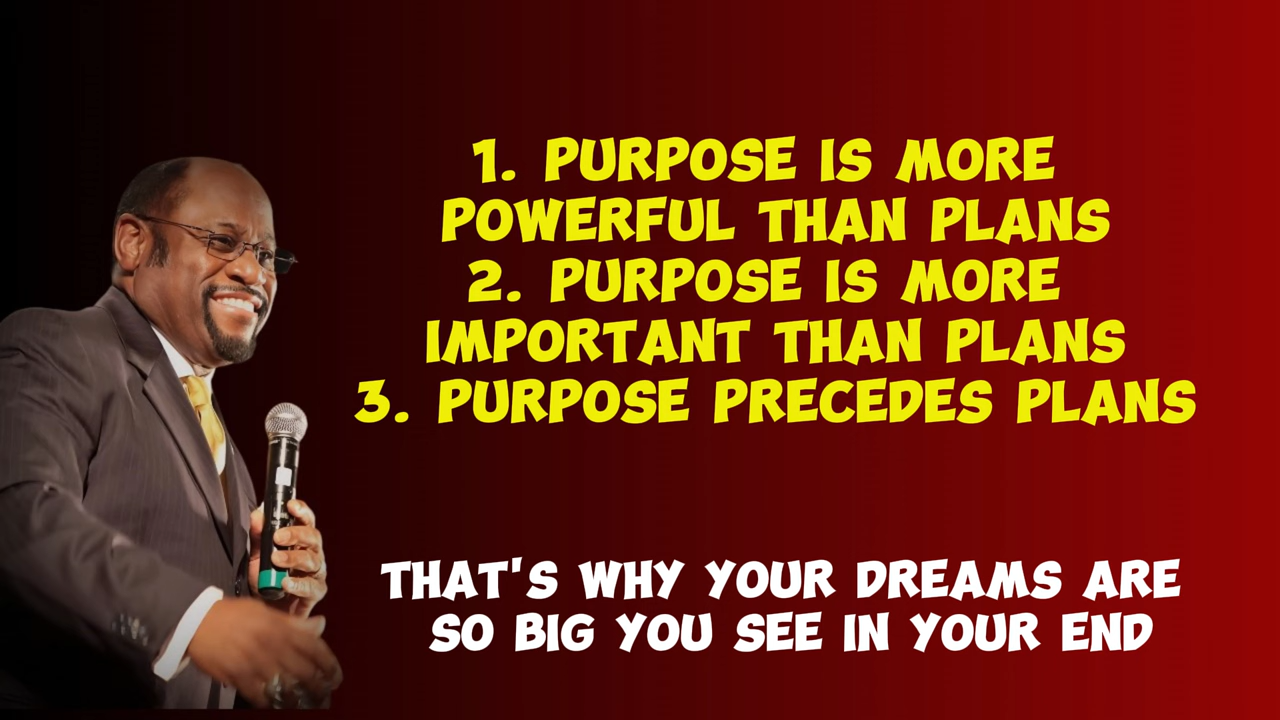 1. PURPOSE IS MORE
POWERFUL THAN PLANS
2. PURPOSE IS MORE
IMPORTANT THAN PLANS
3. PURPOSE PRECEDES PLANS
THAT'S WHY YOUR DREAMS ARE
SO BIG YOU SEE IN YOUR END